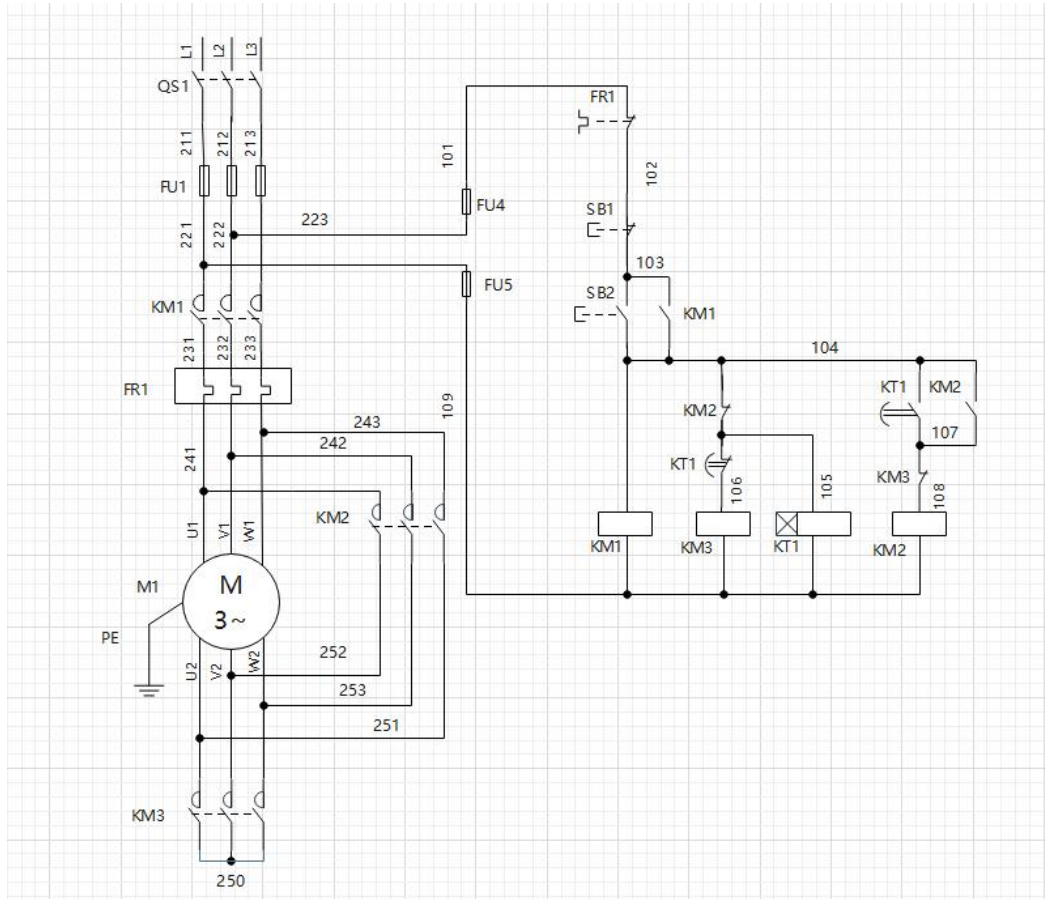 L1
L2
L3
QS1
211
212
213
FU1
221
222
223
101
FU4
FU5
FR1
102
SB1
103
SB2
KM1
KM1
231
232
233
FR1
109
104
KM2
KT1
106
105
KT1
KM2
107
KM3
108
KM1
KM3
KT1
KM2
243
242
241
KM2
U1
V1
W1
M1
M
3~
PE
U2
V2
W2
252
253
251
KM3
250